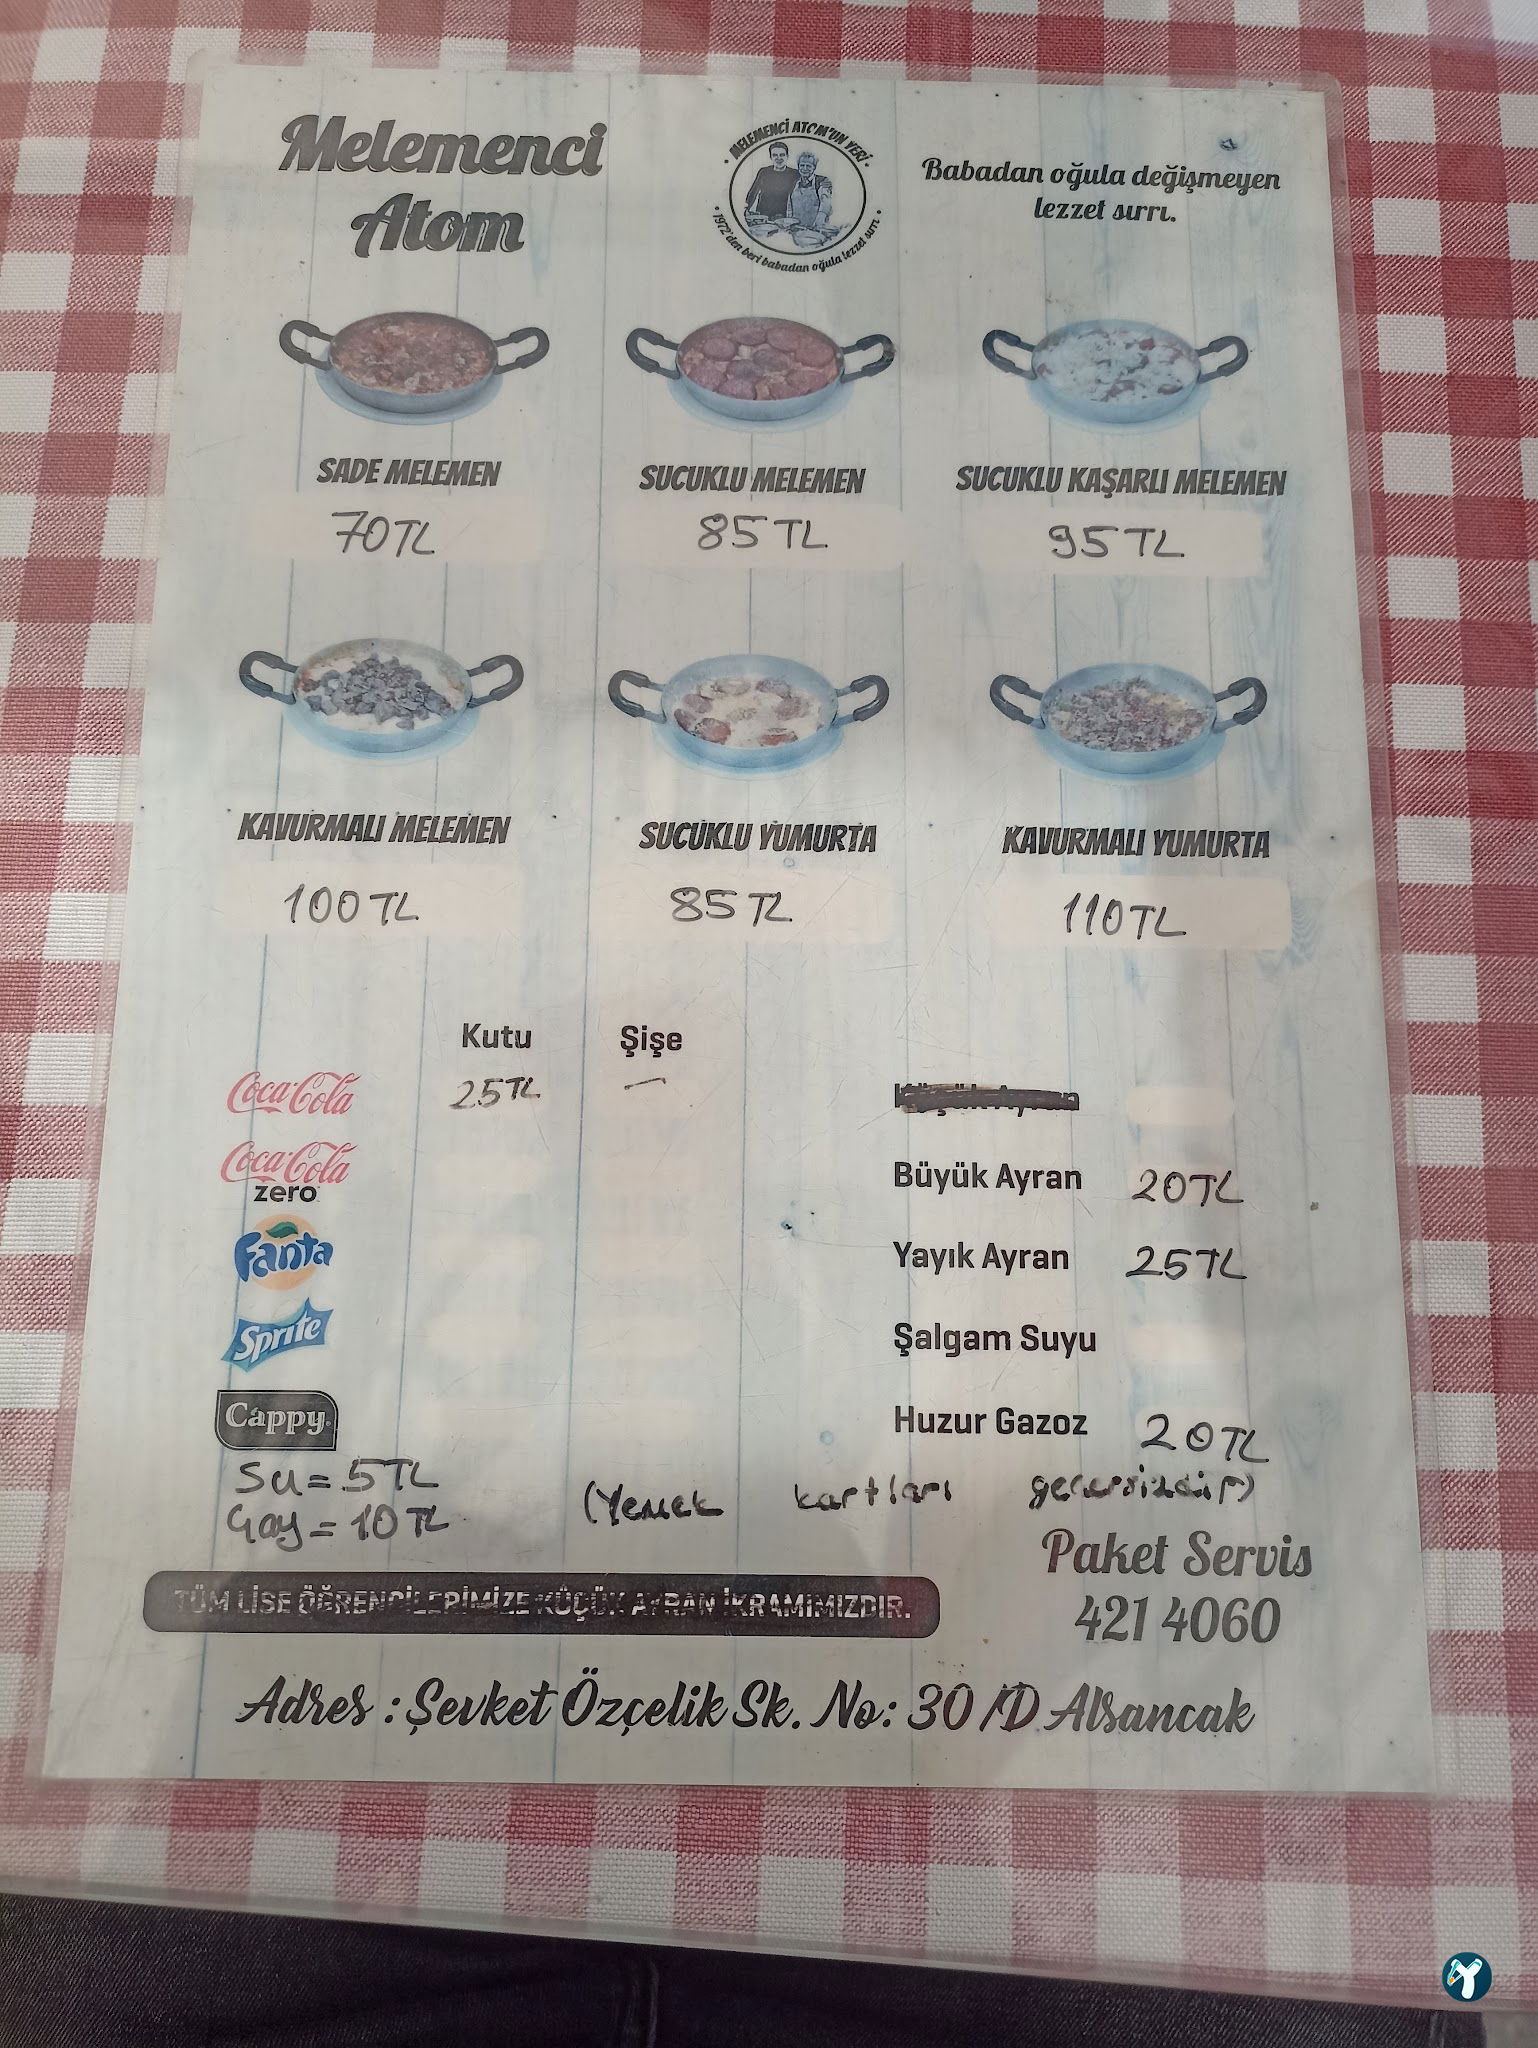 Melemenci
Atom
MELEMENCİ ATOM'UN YERİ
1972'den beri babadan oğula lezzet sırrı
Babadan oğula değişmeyen
lezzet sırrı.
SADE MELEMEN
70TL
SUCUKLU MELEMEN
85TL
SUCUKLU KAŞARLI MELEMEN
95TL
KAVURMALI MELEMEN
100TL
SUCUKLU YUMURTA
85TL
KAVURMALI YUMURTA
110TL
Kutu Şişe
Coca-Cola 25TL —
Coca-Cola
zero
Fanta
Sprite
Cappy
Su = 5TL
Çay = 10TL
Küçük Ayran
Büyük Ayran 20TL
Yayık Ayran 25TL
Şalgam Suyu
Huzur Gazoz 20TL
(Yemek kartları geçersizdir)
Paket Servis
421 4060
TÜM LİSE ÖĞRENCİLERİMİZE KÜÇÜK AYRAN İKRAMIMIZDIR.
Adres : Şevket Özçelik Sk. No: 30 /D Alsancak